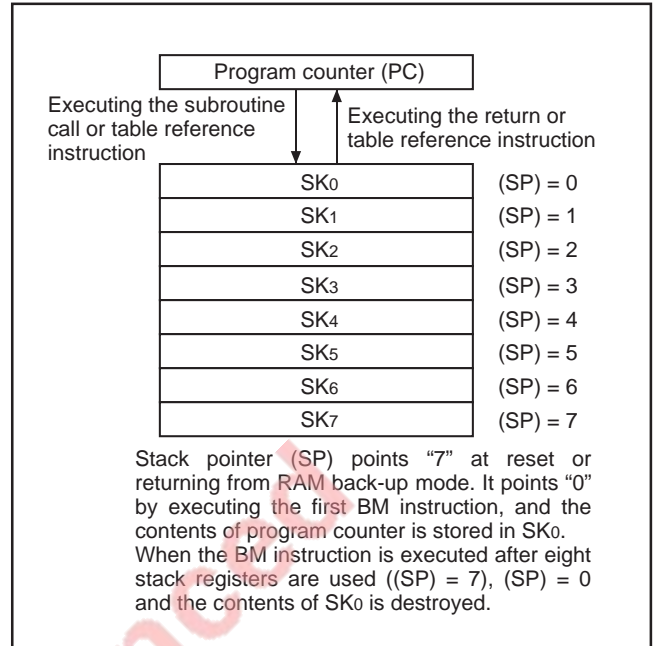 Program counter (PC)
Executing the subroutine
call or table reference
instruction
Executing the return or
table reference instruction
SK0 (SP) = 0
SK1 (SP) = 1
SK2 (SP) = 2
SK3 (SP) = 3
SK4 (SP) = 4
SK5 (SP) = 5
SK6 (SP) = 6
SK7 (SP) = 7
Stack pointer (SP) points “7” at reset or
returning from RAM back-up mode. It points “0”
by executing the first BM instruction, and the
contents of program counter is stored in SK0.
When the BM instruction is executed after eight
stack registers are used ((SP) = 7), (SP) = 0
and the contents of SK0 is destroyed.
nced